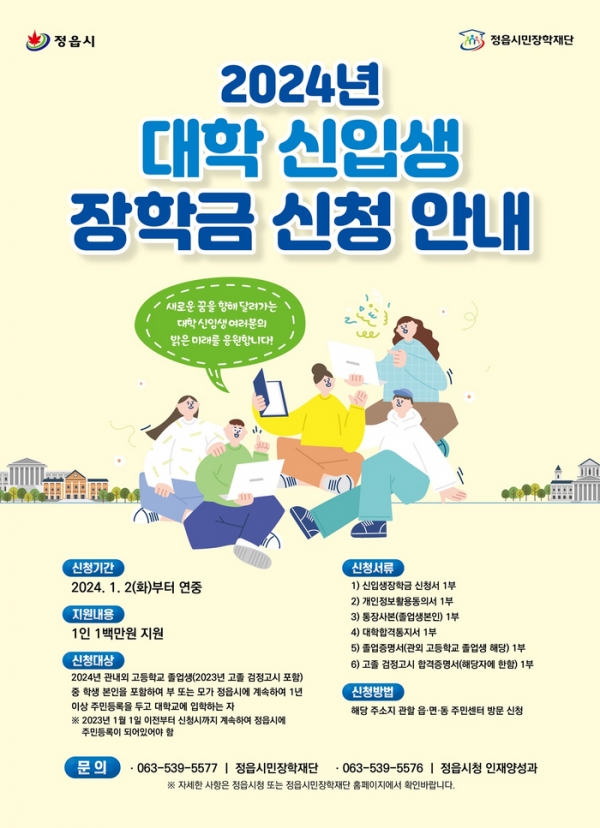 정읍시
정읍시민장학재단
2024년
대학 신입생
장학금 신청 안내
새로운 꿈을 향해 달려가는
대학 신입생 여러분의
밝은 미래를 응원합니다!
신청기간
2024. 1. 2(화)부터 연중
지원내용
1인 1백만원 지원
신청대상
2024년 관내외 고등학교 졸업생(2023년 고졸 검정고시 포함)
중 학생 본인을 포함하여 부 또는 모가 정읍시에 계속하여 1년
이상 주민등록을 두고 대학교에 입학하는 자
※ 2023년 1월 1일 이전부터 신청시까지 계속하여 정읍시에
주민등록이 되어있어야 함
신청서류
1) 신입생장학금 신청서 1부
2) 개인정보활용동의서 1부
3) 통장사본(졸업생본인) 1부
4) 대학합격통지서 1부
5) 졸업증명서(관외 고등학교 졸업생 해당) 1부
6) 고졸 검정고시 합격증명서(해당자에 한함) 1부
신청방법
해당 주소지 관할 읍·면·동 주민센터 방문 신청
문 의
· 063-539-5577 | 정읍시민장학재단 · 063-539-5576 | 정읍시청 인재양성과
※ 자세한 사항은 정읍시청 또는 정읍시민장학재단 홈페이지에서 확인바랍니다.